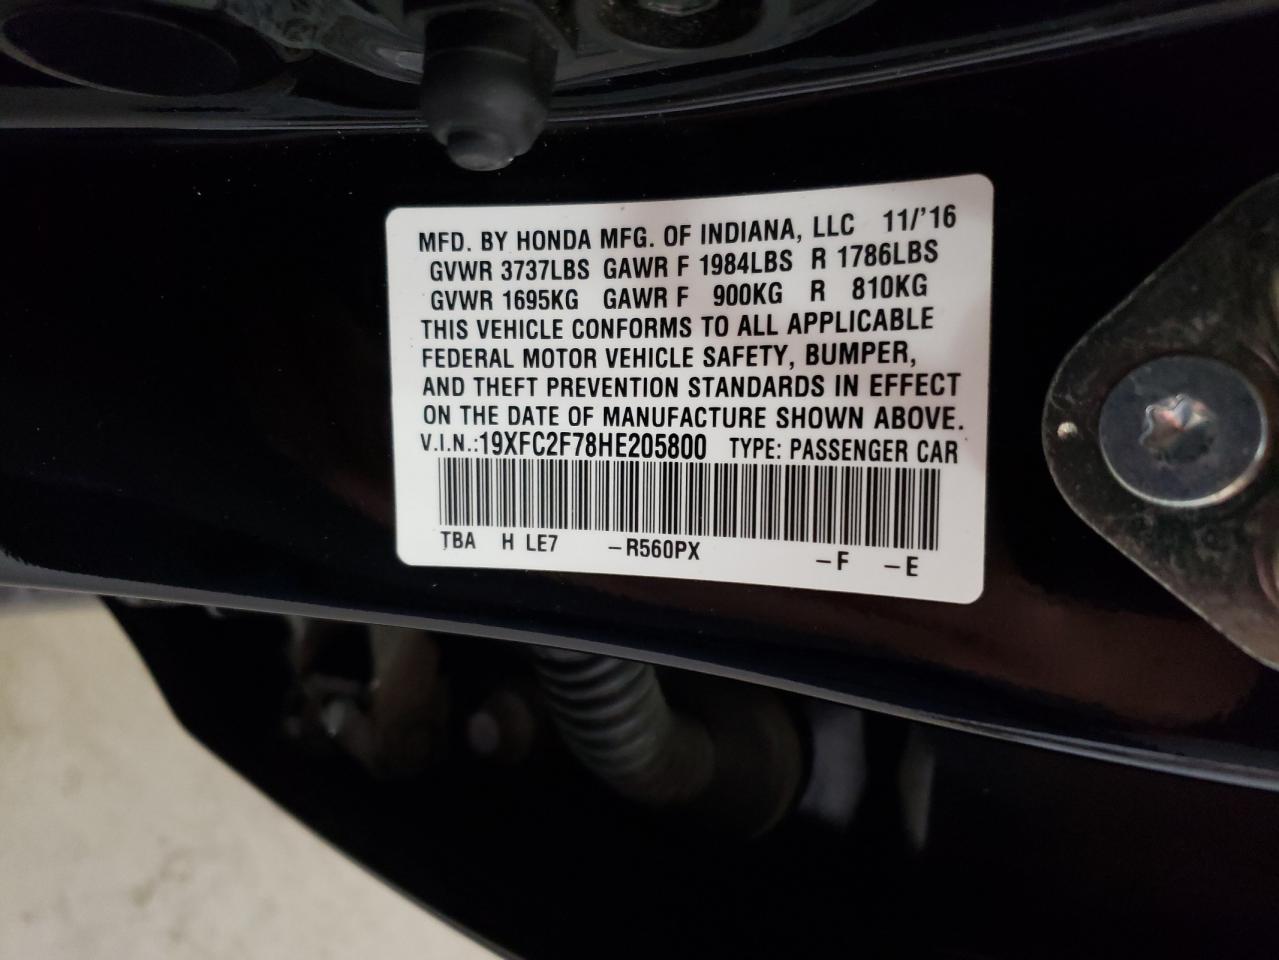 MFD. BY HONDA MFG. OF INDIANA, LLC 11/'16
GVWR 3737LBS GAWR F 1984LBS R 1786LBS
GVWR 1695KG GAWR F 900KG R 810KG
THIS VEHICLE CONFORMS TO ALL APPLICABLE
FEDERAL MOTOR VEHICLE SAFETY, BUMPER,
AND THEFT PREVENTION STANDARDS IN EFFECT
ON THE DATE OF MANUFACTURE SHOWN ABOVE.
V.I.N.:19XFC2F78HE205800 TYPE: PASSENGER CAR
TBA H LE7 -R560PX -F -E